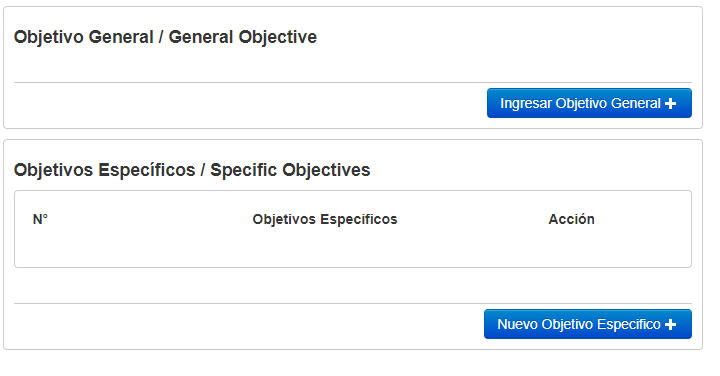 Objetivo General / General Objective
Ingresar Objetivo General +
Objetivos Específicos / Specific Objectives
N° Objetivos Especificos Acción
Nuevo Objetivo Especifico +